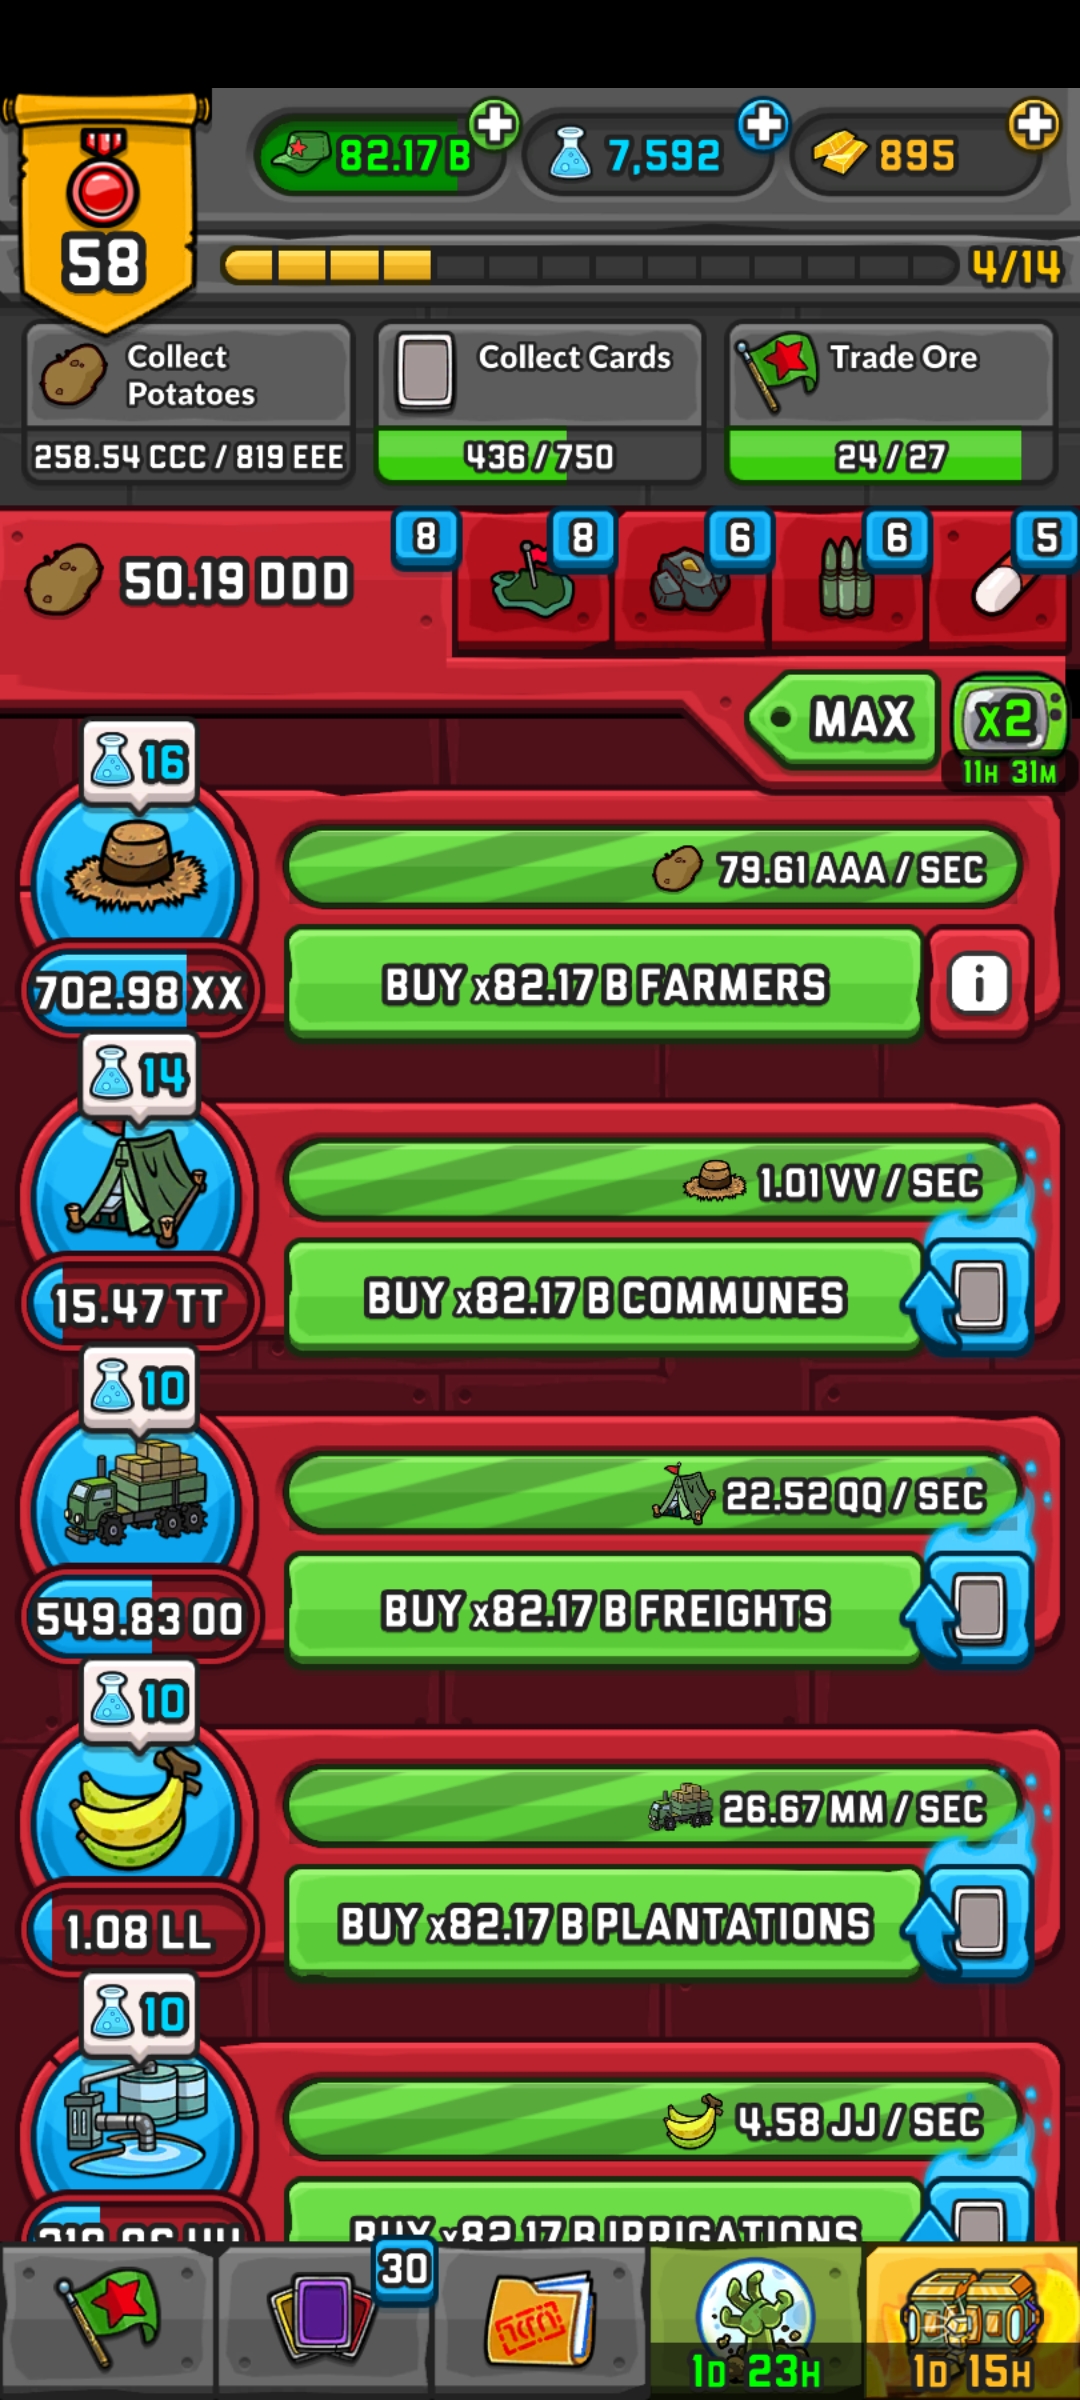 82.17 B
7,592
895
58
4/14
Collect
Potatoes
258.54 CCC / 819 EEE
Collect Cards
436 / 750
Trade Ore
24 / 27
50.19 DDD
8
8
6
6
5
MAX
x2
11H 31M
16
79.61 AAA / SEC
702.98 XX
BUY x82.17 B FARMERS
i
14
1.01 VV / SEC
15.47 TT
BUY x82.17 B COMMUNES
10
22.52 QQ / SEC
549.83 OO
BUY x82.17 B FREIGHTS
10
26.67 MM / SEC
1.08 LL
BUY x82.17 B PLANTATIONS
10
4.58 JJ / SEC
BUY x82.17 B IRRIGATIONS
30
1D 23H
1D 15H